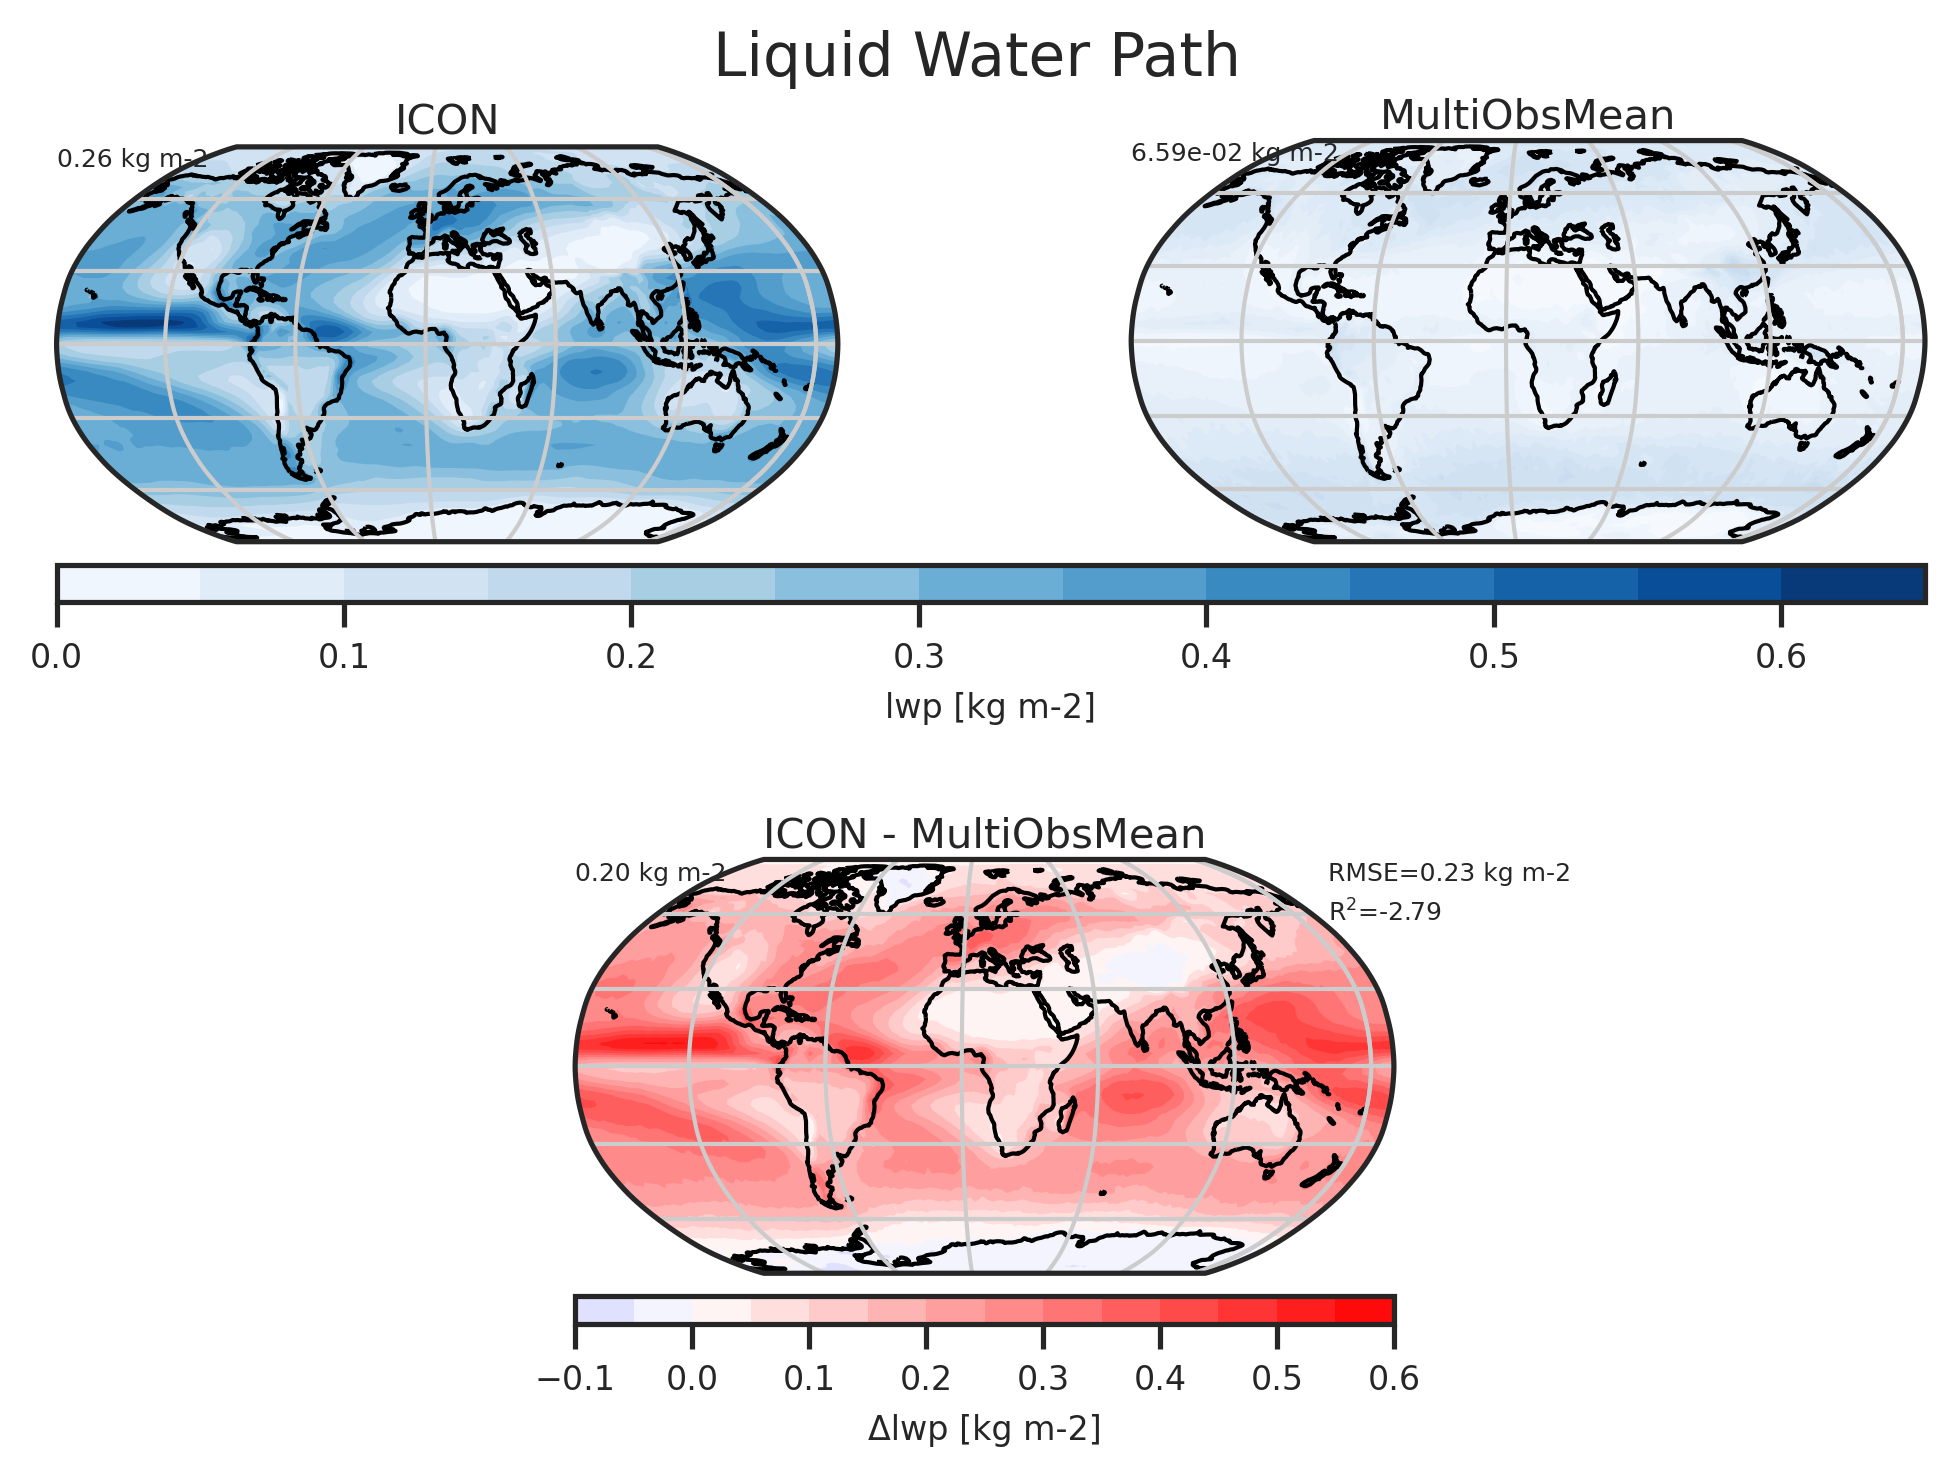 Liquid Water Path
ICON
MultiObsMean
0.26 kg m-2
6.59e-02 kg m-2
0.0 0.1 0.2 0.3 0.4 0.5 0.6
lwp [kg m-2]
ICON - MultiObsMean
0.20 kg m-2
RMSE=0.23 kg m-2
R²=-2.79
−0.1 0.0 0.1 0.2 0.3 0.4 0.5 0.6
Δlwp [kg m-2]